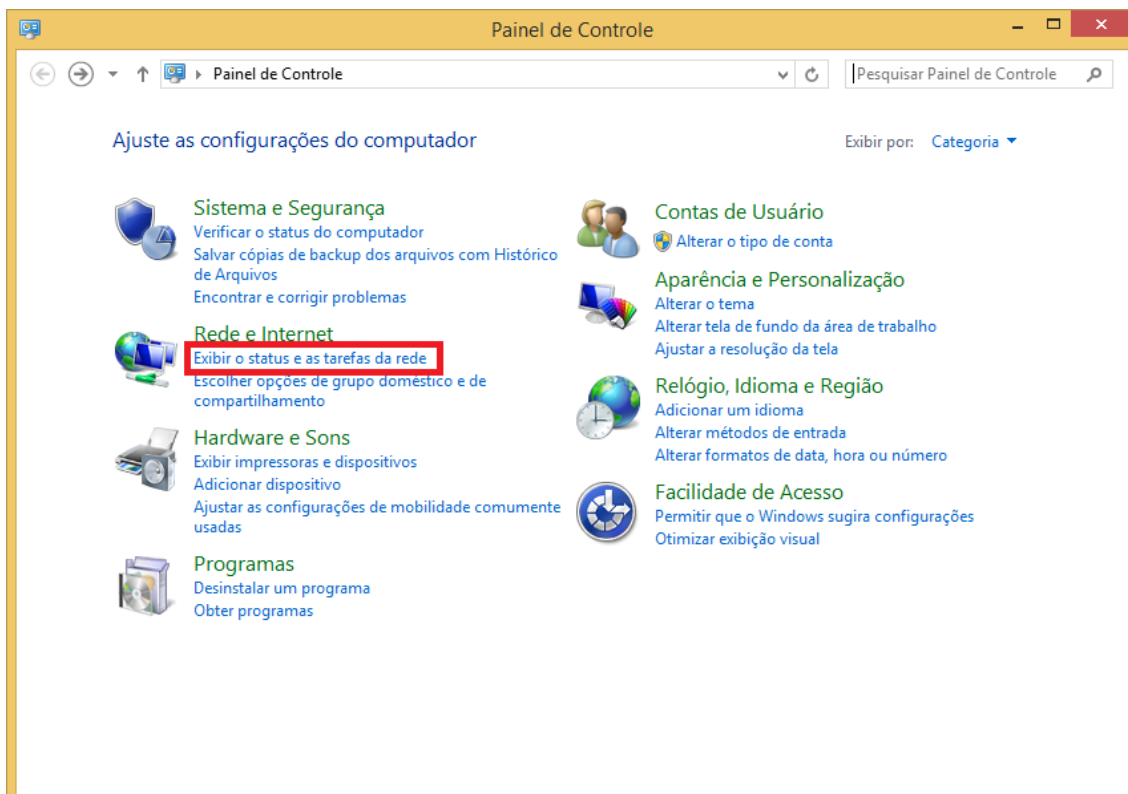 Painel de Controle
Painel de Controle
Pesquisar Painel de Controle
Ajuste as configurações do computador
Exibir por: Categoria
Sistema e Segurança
Verificar o status do computador
Salvar cópias de backup dos arquivos com Histórico
de Arquivos
Encontrar e corrigir problemas
Rede e Internet
Exibir o status e as tarefas da rede
Escolher opções de grupo doméstico e de
compartilhamento
Hardware e Sons
Exibir impressoras e dispositivos
Adicionar dispositivo
Ajustar as configurações de mobilidade comumente
usadas
Programas
Desinstalar um programa
Obter programas
Contas de Usuário
Alterar o tipo de conta
Aparência e Personalização
Alterar o tema
Alterar tela de fundo da área de trabalho
Ajustar a resolução da tela
Relógio, Idioma e Região
Adicionar um idioma
Alterar métodos de entrada
Alterar formatos de data, hora ou número
Facilidade de Acesso
Permitir que o Windows sugira configurações
Otimizar exibição visual